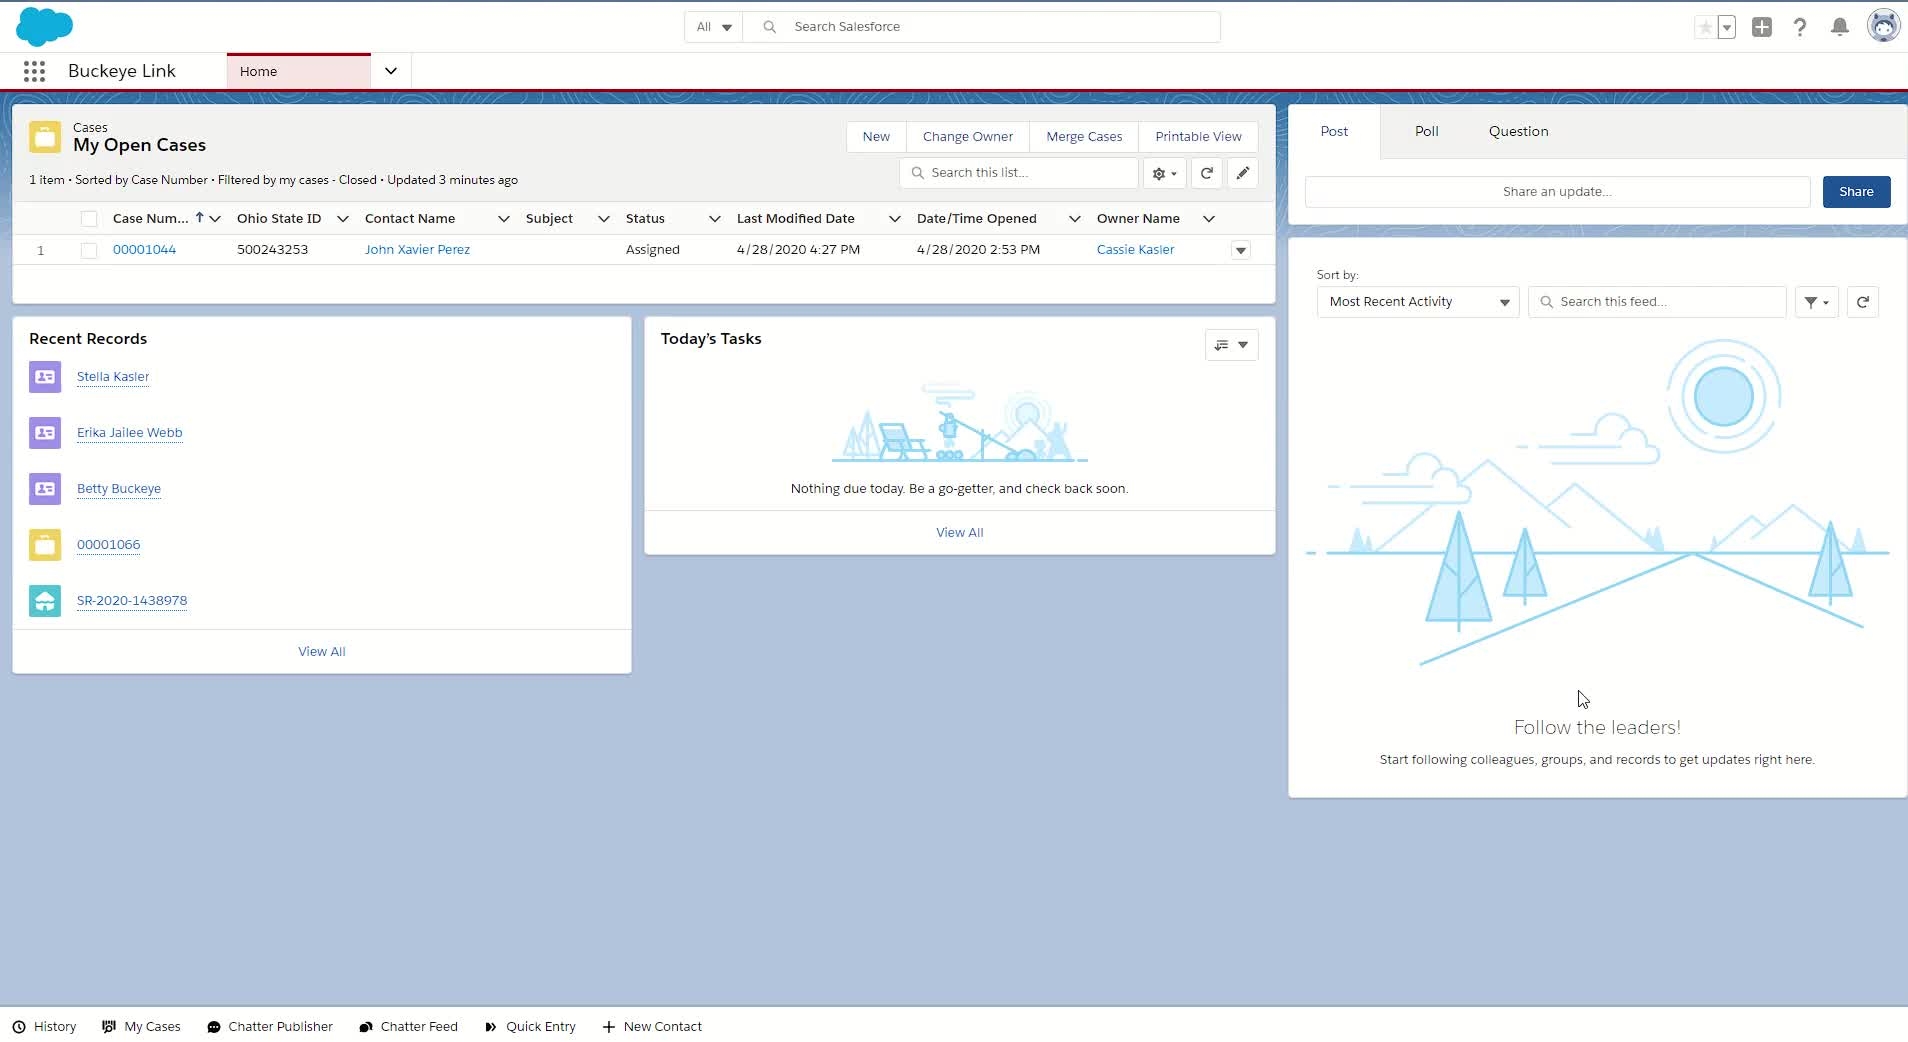 All
Search Salesforce
Buckeye Link
Home
Cases
My Open Cases
New
Change Owner
Merge Cases
Printable View
1 item • Sorted by Case Number • Filtered by my cases - Closed • Updated 3 minutes ago
Search this list...
Case Num...
Ohio State ID
Contact Name
Subject
Status
Last Modified Date
Date/Time Opened
Owner Name
1
00001044
500243253
John Xavier Perez
Assigned
4/28/2020 4:27 PM
4/28/2020 2:53 PM
Cassie Kasler
Recent Records
Stella Kasler
Erika Jailee Webb
Betty Buckeye
00001066
SR-2020-1438978
View All
Today's Tasks
Nothing due today. Be a go-getter, and check back soon.
View All
Post
Poll
Question
Share an update...
Share
Sort by:
Most Recent Activity
Search this feed...
Follow the leaders!
Start following colleagues, groups, and records to get updates right here.
History
My Cases
Chatter Publisher
Chatter Feed
Quick Entry
New Contact